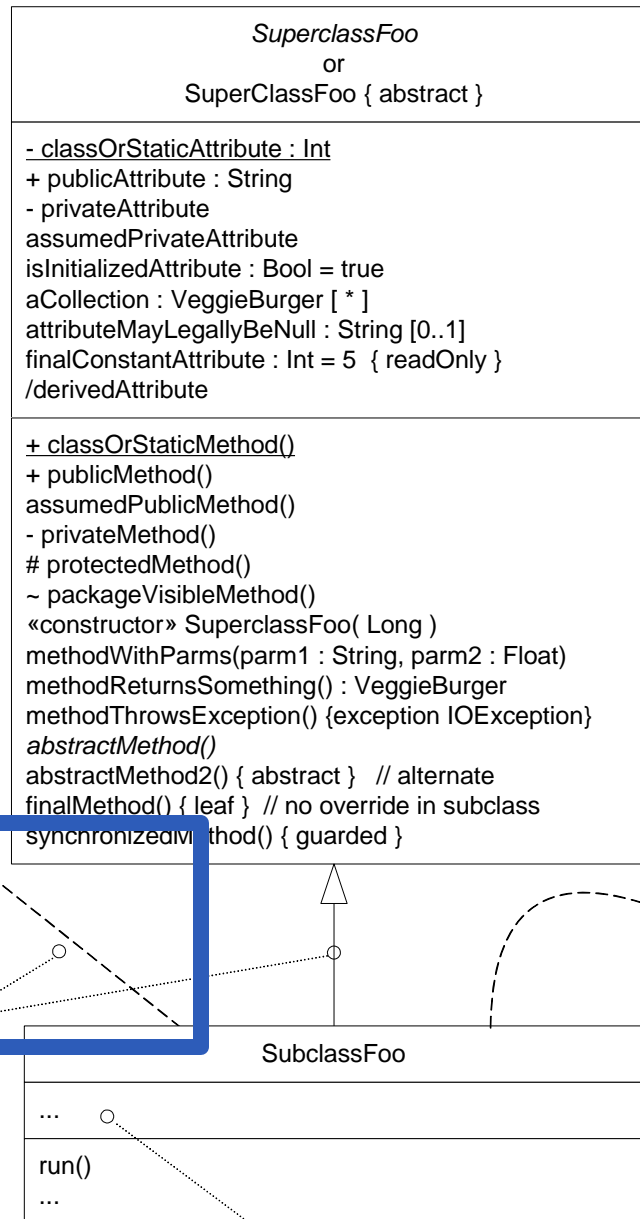 SuperclassFoo
or
SuperClassFoo { abstract }
- classOrStaticAttribute : Int
+ publicAttribute : String
- privateAttribute
assumedPrivateAttribute
isInitializedAttribute : Bool = true
aCollection : VeggieBurger [ * ]
attributeMayLegallyBeNull : String [0..1]
finalConstantAttribute : Int = 5 { readOnly }
/derivedAttribute
+ classOrStaticMethod()
+ publicMethod()
assumedPublicMethod()
- privateMethod()
# protectedMethod()
~ packageVisibleMethod()
«constructor» SuperclassFoo( Long )
methodWithParms(parm1 : String, parm2 : Float)
methodReturnsSomething() : VeggieBurger
methodThrowsException() {exception IOException}
abstractMethod()
abstractMethod2() { abstract } // alternate
finalMethod() { leaf } // no override in subclass
synchronizedMethod() { guarded }
SubclassFoo
...
run()
...